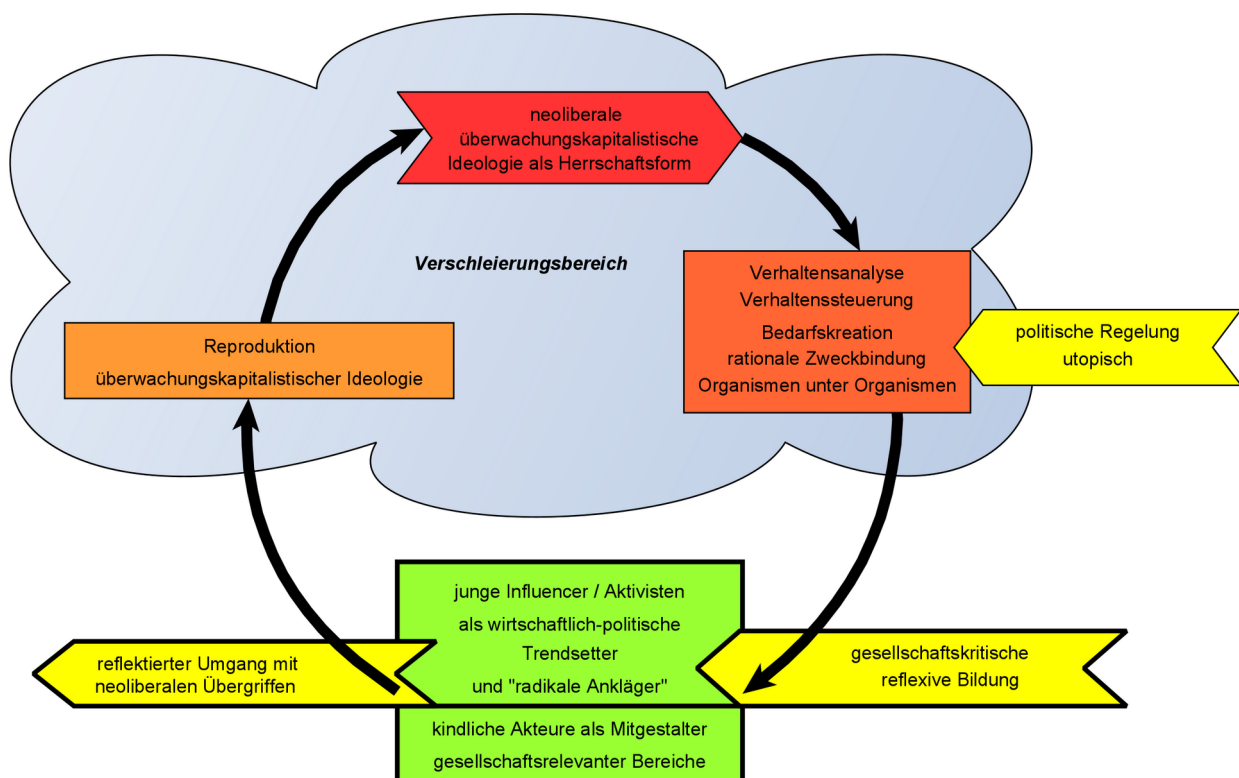 neoliberale
überwachungskapitalistische
Ideologie als Herrschaftsform
Verschleierungsbereich
Verhaltensanalyse
Verhaltenssteuerung
Bedarfskreation
rationale Zweckbindung
Organismen unter Organismen
politische Regelung
utopisch
Reproduktion
überwachungskapitalistischer Ideologie
junge Influencer / Aktivisten
als wirtschaftlich-politische
Trendsetter
und "radikale Ankläger"
reflektierter Umgang mit
neoliberalen Übergriffen
gesellschaftskritische
reflexive Bildung
kindliche Akteure als Mitgestalter
gesellschaftsrelevanter Bereiche